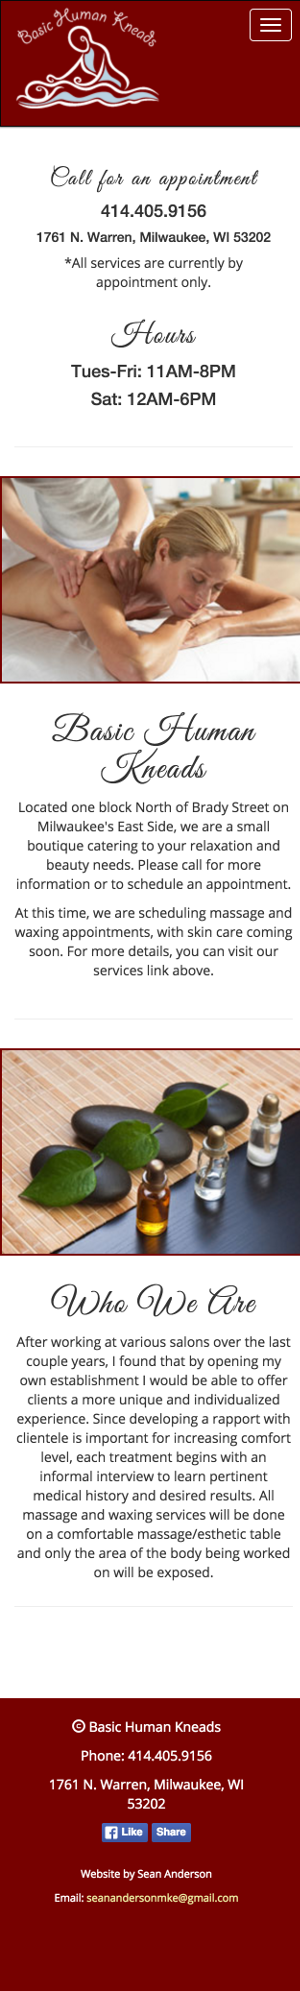 Basic Human Kneads
Call for an appointment
414.405.9156
1761 N. Warren, Milwaukee, WI 53202
*All services are currently by
appointment only.
Hours
Tues-Fri: 11AM-8PM
Sat: 12AM-6PM
Basic Human
Kneads
Located one block North of Brady Street on
Milwaukee's East Side, we are a small
boutique catering to your relaxation and
beauty needs. Please call for more
information or to schedule an appointment.
At this time, we are scheduling massage and
waxing appointments, with skin care coming
soon. For more details, you can visit our
services link above.
Who We Are
After working at various salons over the last
couple years, I found that by opening my
own establishment I would be able to offer
clients a more unique and individualized
experience. Since developing a rapport with
clientele is important for increasing comfort
level, each treatment begins with an
informal interview to learn pertinent
medical history and desired results. All
massage and waxing services will be done
on a comfortable massage/esthetic table
and only the area of the body being worked
on will be exposed.
© Basic Human Kneads
Phone: 414.405.9156
1761 N. Warren, Milwaukee, WI
53202
Like Share
Website by Sean Anderson
Email: seanandersonmke@gmail.com